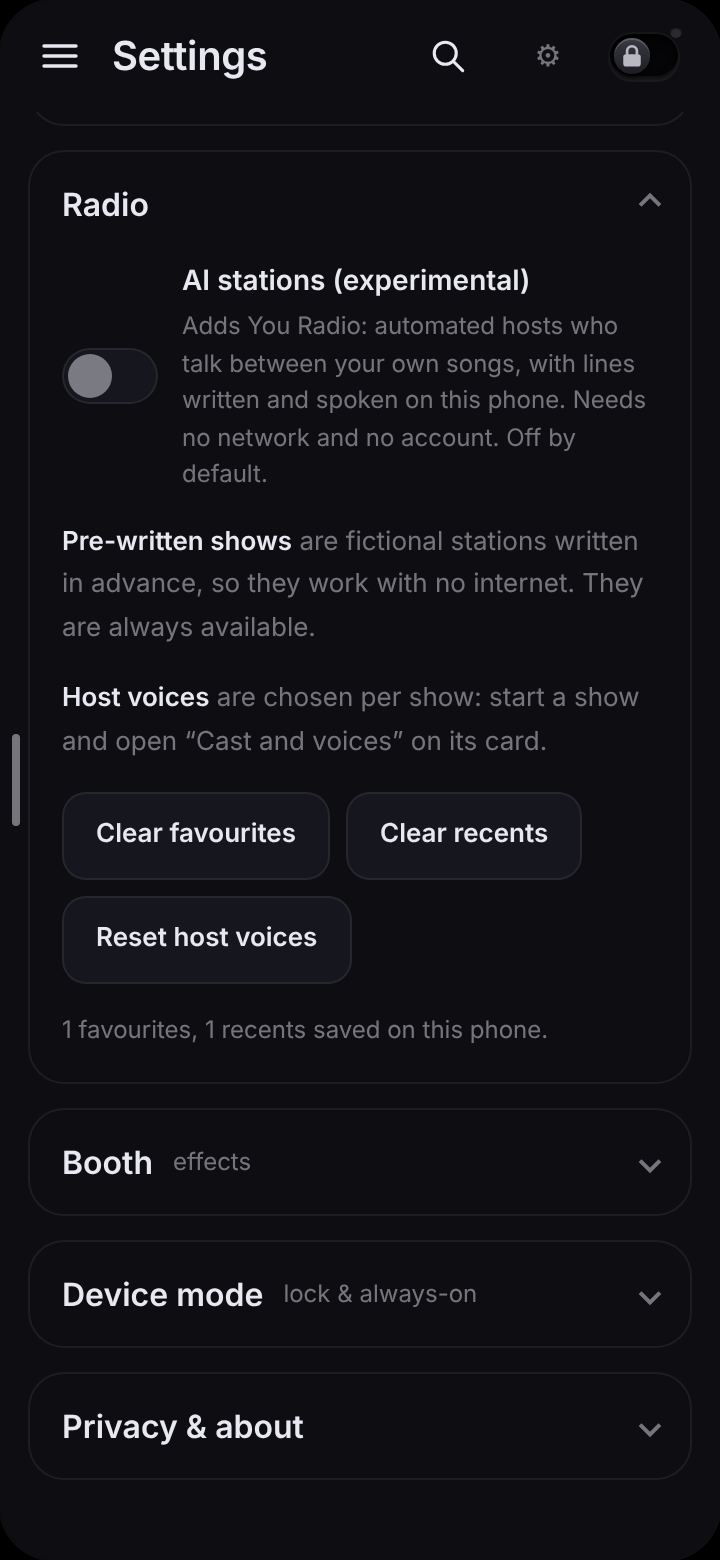 Settings
Radio
AI stations (experimental)
Adds You Radio: automated hosts who
talk between your own songs, with lines
written and spoken on this phone. Needs
no network and no account. Off by
default.
Pre-written shows are fictional stations written
in advance, so they work with no internet. They
are always available.
Host voices are chosen per show: start a show
and open “Cast and voices” on its card.
Clear favourites
Clear recents
Reset host voices
1 favourites, 1 recents saved on this phone.
Booth effects
Device mode lock & always-on
Privacy & about